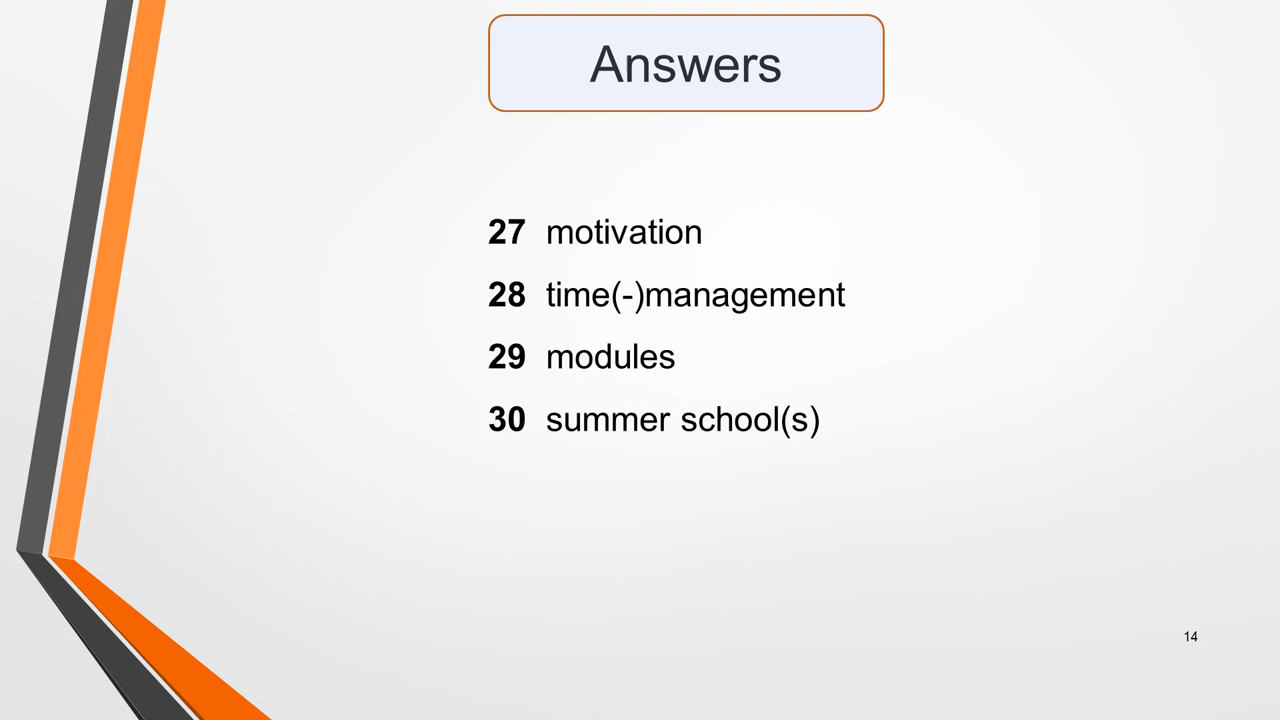 Answers
27 motivation
28 time(-)management
29 modules
30 summer school(s)
14